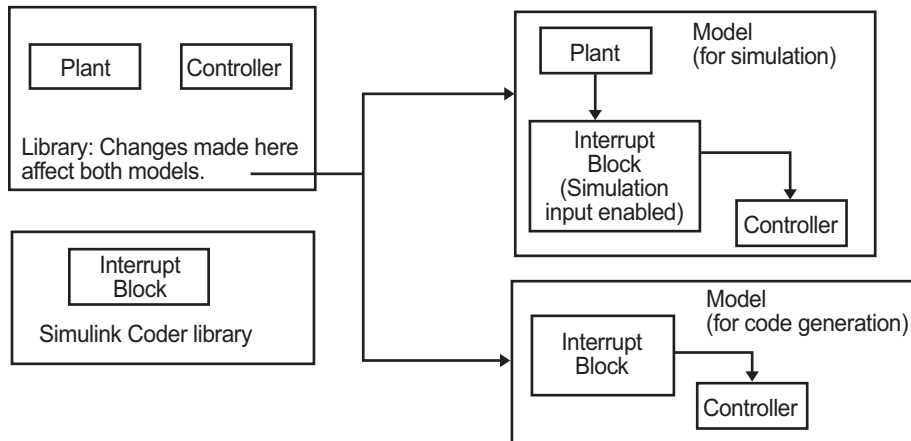 Plant
Controller
Library: Changes made here
affect both models.
Interrupt
Block
Simulink Coder library
Model
(for simulation)
Plant
Interrupt
Block
(Simulation
input enabled)
Controller
Model
(for code generation)
Interrupt
Block
Controller